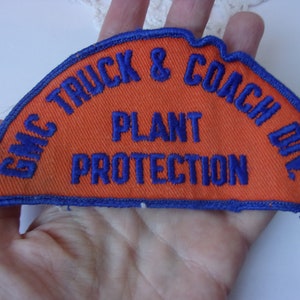 GMC TRUCK & COACH DIV.
PLANT
PROTECTION